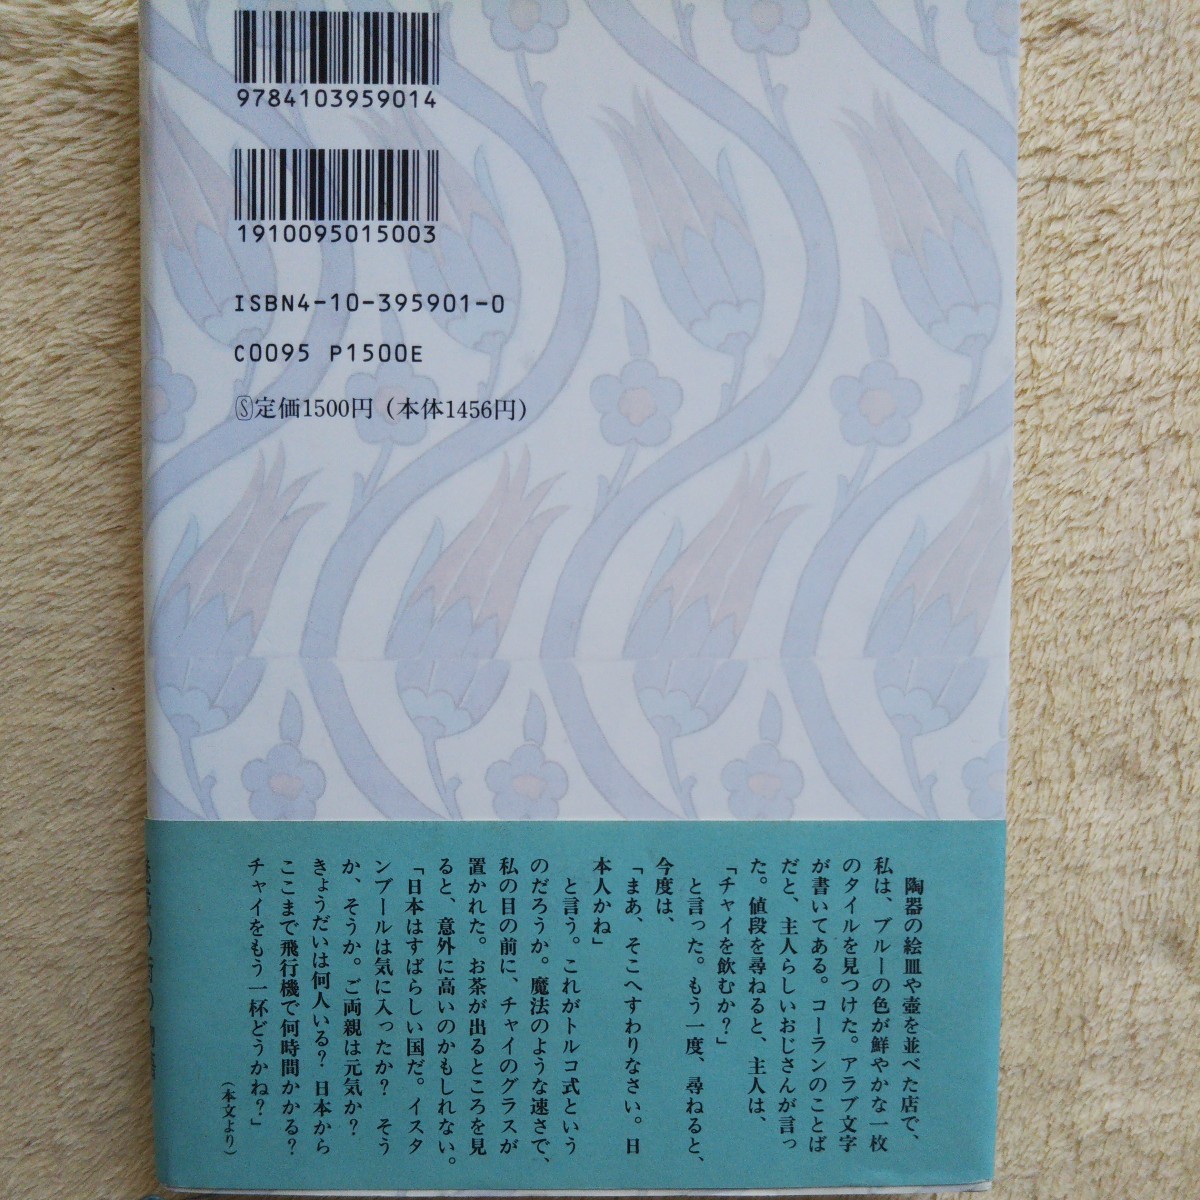 9784103959014
1910095015003
ISBN4-10-395901-0
C0095 P1500E
Ⓢ定価1500円（本体1456円）
陶器の絵皿や壺を並べた店で、
私は、ブルーの色が鮮やかな一枚
のタイルを見つけた。アラブ文字
が書いてある。コーランのことば
だと、主人らしいおじさんが言っ
た。値段を尋ねると、主人は、
「チャイを飲むか？」
と言った。もう一度、尋ねると、
今度は、
「まあ、そこへすわりなさい。日
本人かね」
と言う。これがトルコ式という
のだろうか。魔法のような速さで、
私の目の前に、チャイのグラスが
置かれた。お茶が出るところを見
ると、意外に高いのかもしれない。
「日本はすばらしい国だ。イスタ
ンブールは気に入ったか？　そう
か、そうか。ご両親は元気か？
きょうだいは何人いる？　日本から
ここまで飛行機で何時間かかる？
チャイをもう一杯どうかね？」
（本文より）